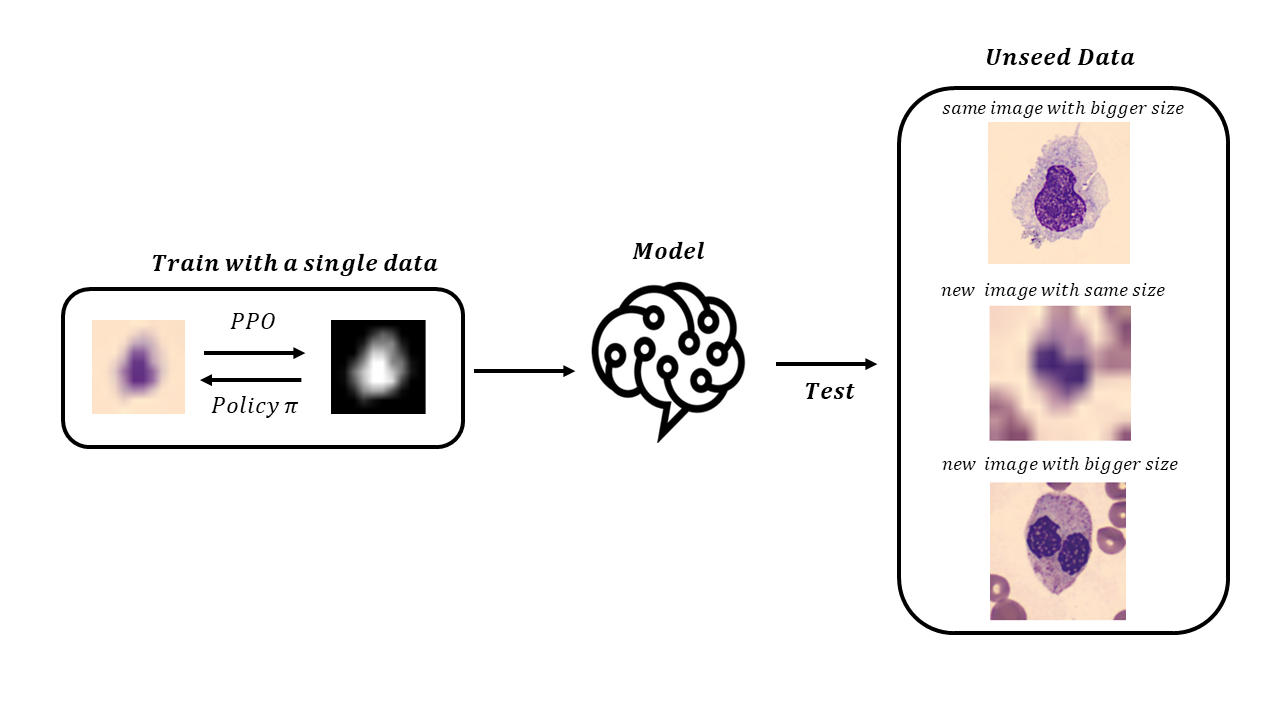 Unseed Data
same image with bigger size
Train with a single data
PPO
Policy π
Model
Test
new image with same size
new image with bigger size